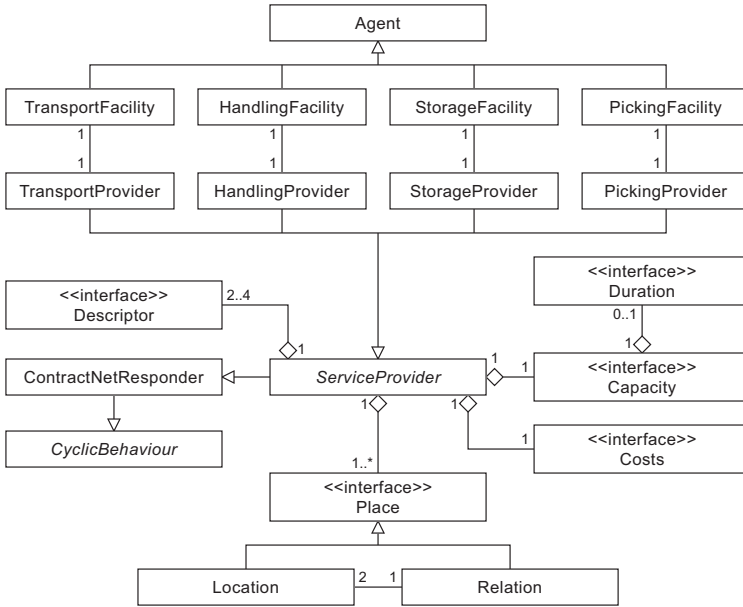 Agent
TransportFacility
HandlingFacility
StorageFacility
PickingFacility
1
1
1
1
1
1
1
1
TransportProvider
HandlingProvider
StorageProvider
PickingProvider
<<interface>>
Descriptor
2..4
1
<<interface>>
Duration
0..1
1
ContractNetResponder
ServiceProvider
1
1
<<interface>>
Capacity
CyclicBehaviour
1
1
1
<<interface>>
Costs
1..*
<<interface>>
Place
Location
2
1
Relation